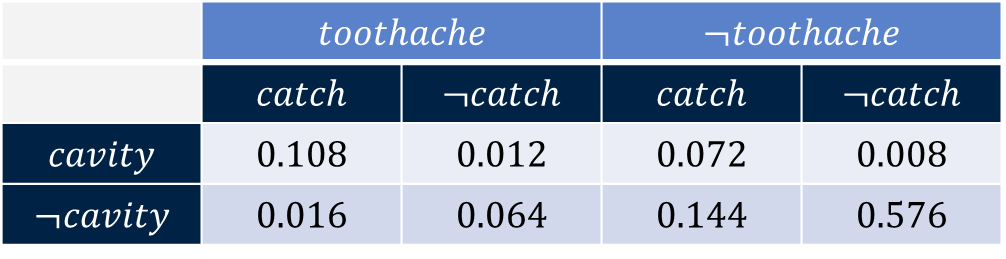 toothache ¬toothache
catch ¬catch catch ¬catch
cavity 0.108 0.012 0.072 0.008
¬cavity 0.016 0.064 0.144 0.576